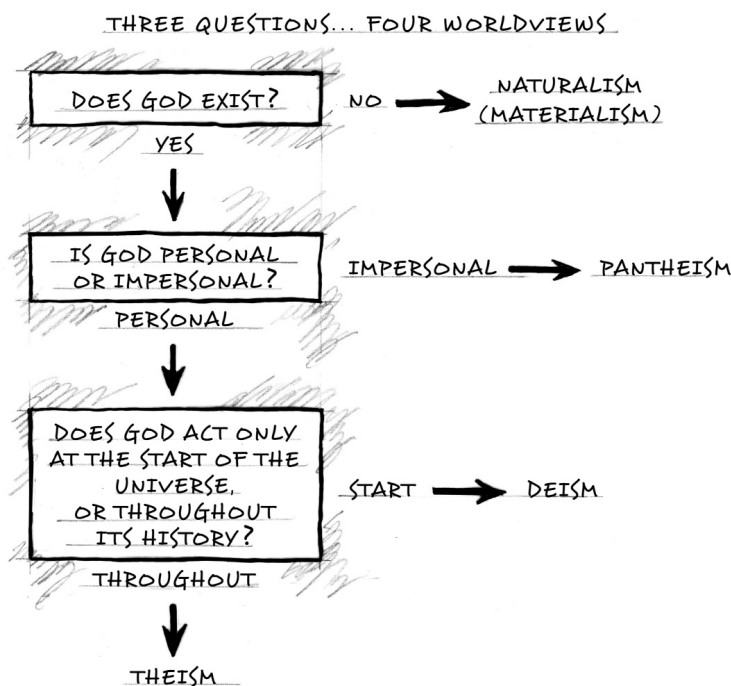 THREE QUESTIONS... FOUR WORLDVIEWS
DOES GOD EXIST?
NO
NATURALISM
(MATERIALISM)
YES
IS GOD PERSONAL
OR IMPERSONAL?
IMPERSONAL
PANTHEISM
PERSONAL
DOES GOD ACT ONLY
AT THE START OF THE
UNIVERSE,
OR THROUGHOUT
ITS HISTORY?
START
DEISM
THROUGHOUT
THEISM